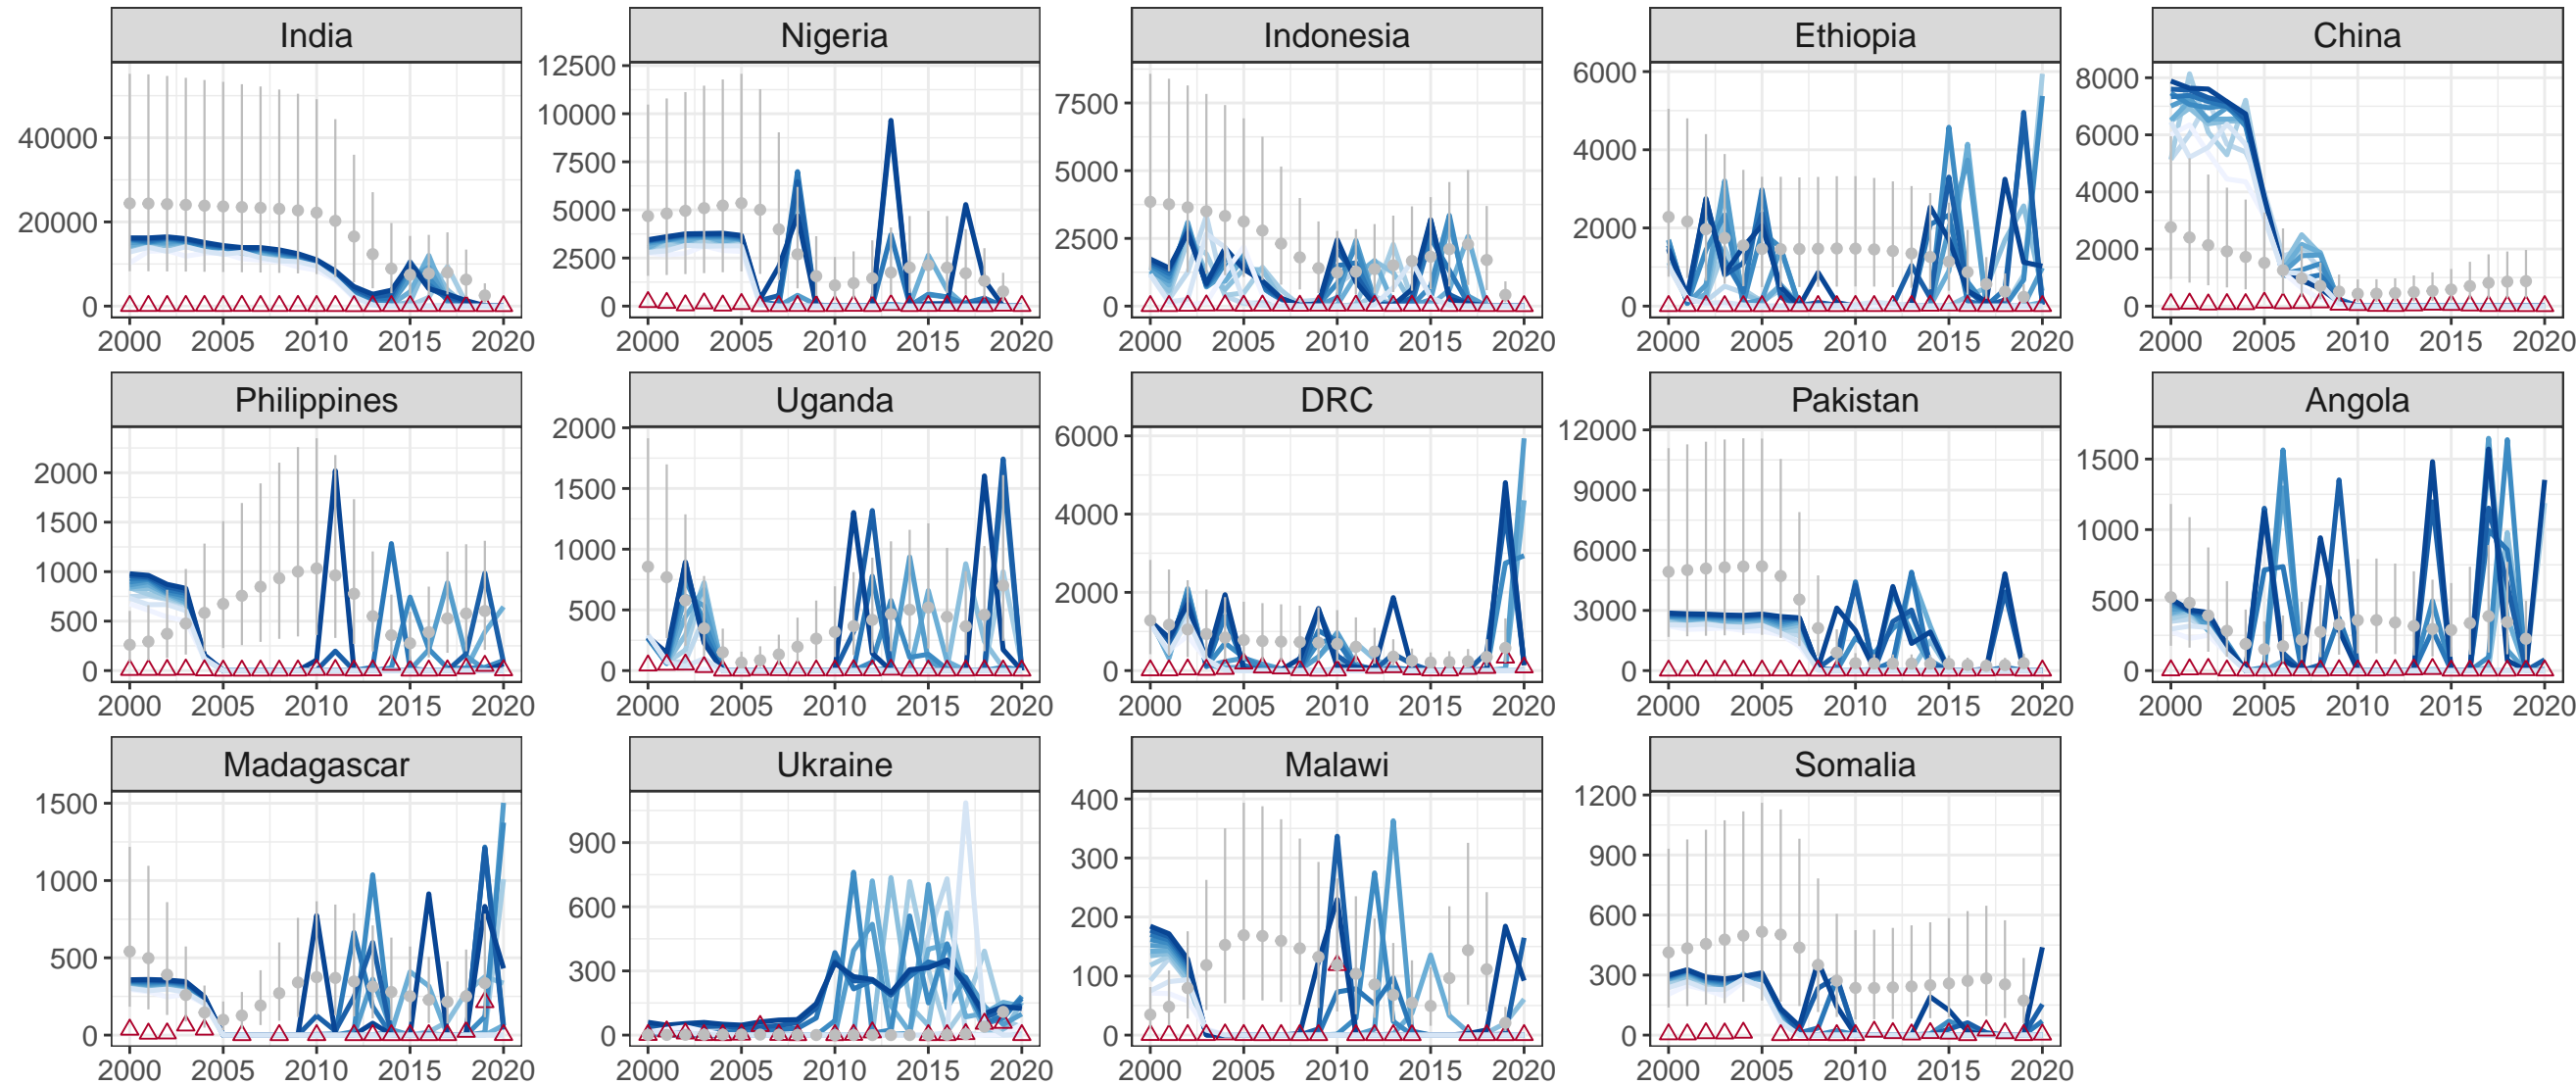 India Nigeria Indonesia Ethiopia China
40000 20000 0
12500 10000 7500 5000 2500 0
7500 5000 2500 0
6000 4000 2000 0
8000 6000 4000 2000 0
2000 2005 2010 2015 2020 2000 2005 2010 2015 2020 2000 2005 2010 2015 2020 2000 2005 2010 2015 2020 2000 2005 2010 2015 2020
Philippines Uganda DRC Pakistan Angola
2000 1500 1000 500 0
2000 1500 1000 500 0
6000 4000 2000 0
12000 9000 6000 3000 0
1500 1000 500 0
2000 2005 2010 2015 2020 2000 2005 2010 2015 2020 2000 2005 2010 2015 2020 2000 2005 2010 2015 2020 2000 2005 2010 2015 2020
Madagascar Ukraine Malawi Somalia
1500 1000 500 0
900 600 300 0
400 300 200 100 0
1200 900 600 300 0
2000 2005 2010 2015 2020 2000 2005 2010 2015 2020 2000 2005 2010 2015 2020 2000 2005 2010 2015 2020